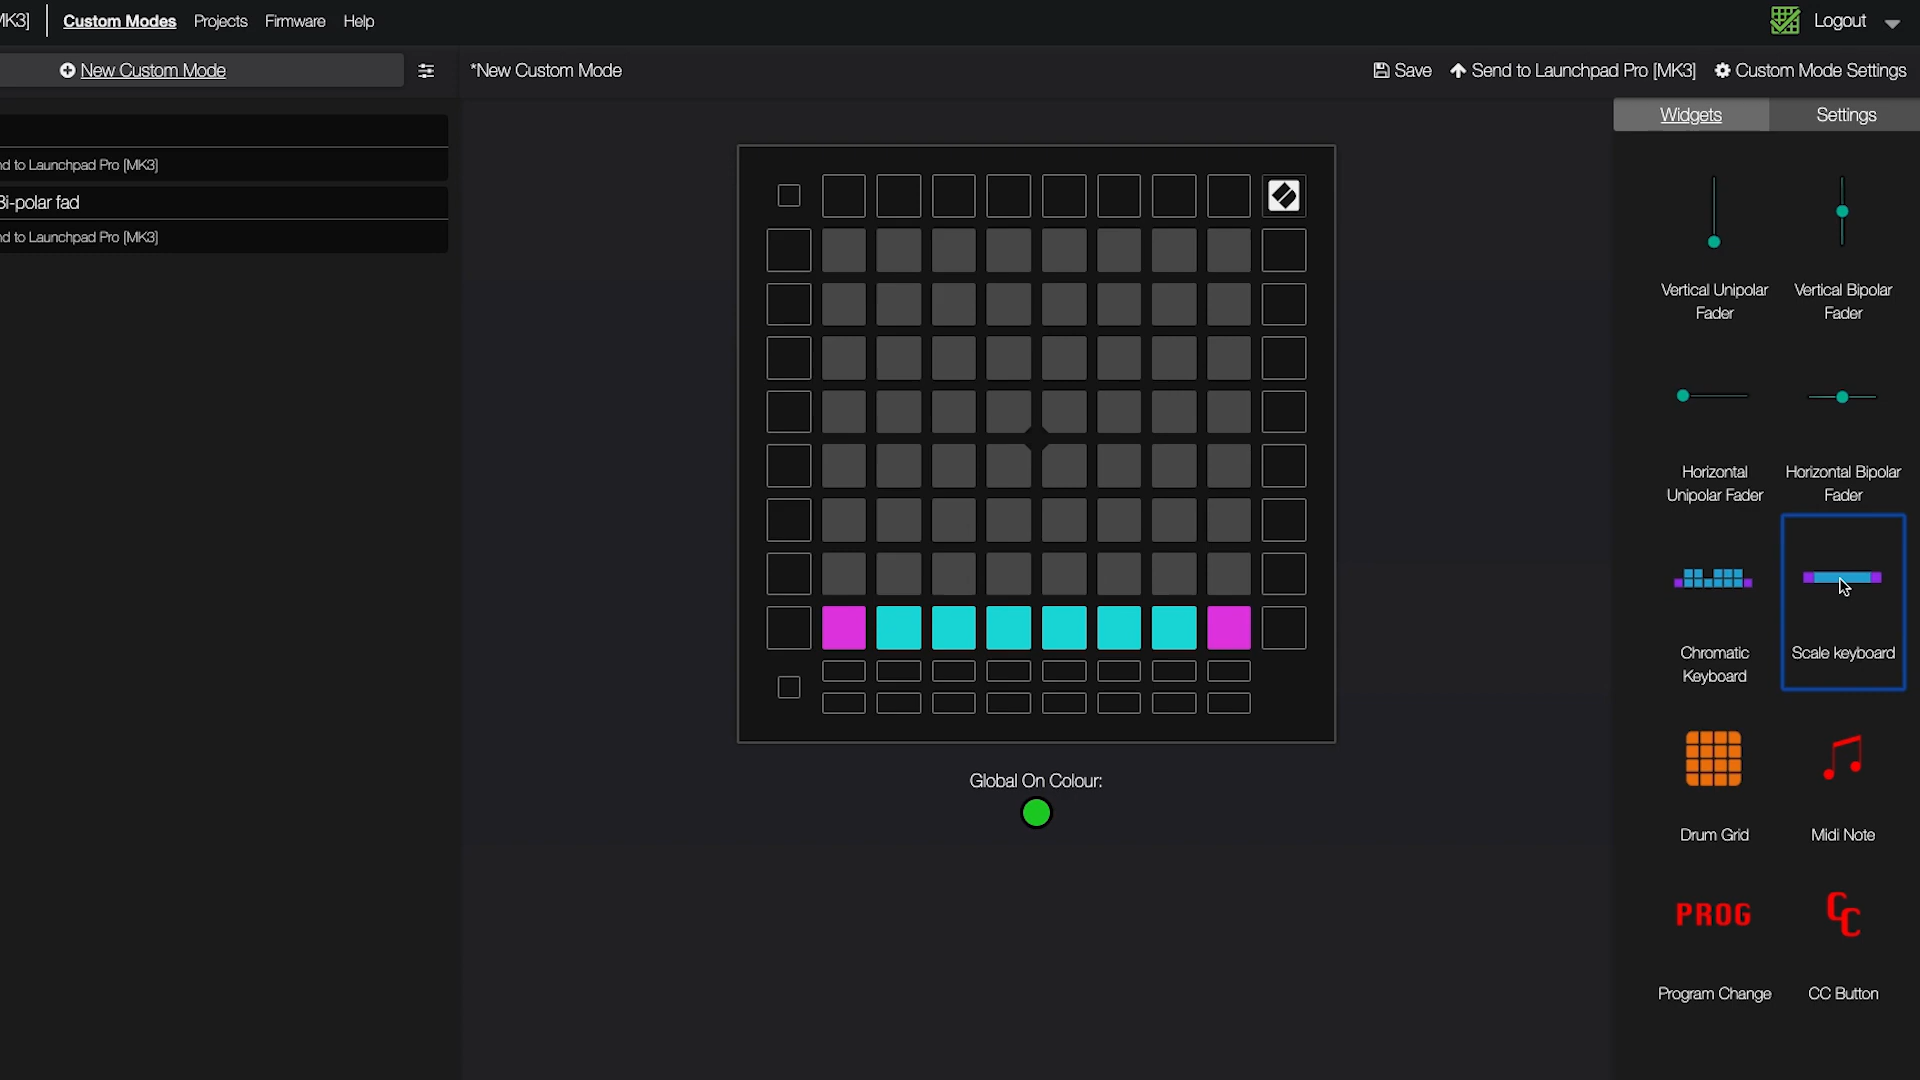 MK3]
Custom Modes
Projects
Firmware
Help
Logout
New Custom Mode
*New Custom Mode
Save
Send to Launchpad Pro [MK3]
Custom Mode Settings
Widgets
Settings
nd to Launchpad Pro [MK3]
Bi-polar fad
nd to Launchpad Pro [MK3]
Vertical Unipolar
Fader
Vertical Bipolar
Fader
Horizontal
Unipolar Fader
Horizontal Bipolar
Fader
Chromatic
Keyboard
Scale keyboard
Drum Grid
Midi Note
PROG
CC
Program Change
CC Button
Global On Colour: